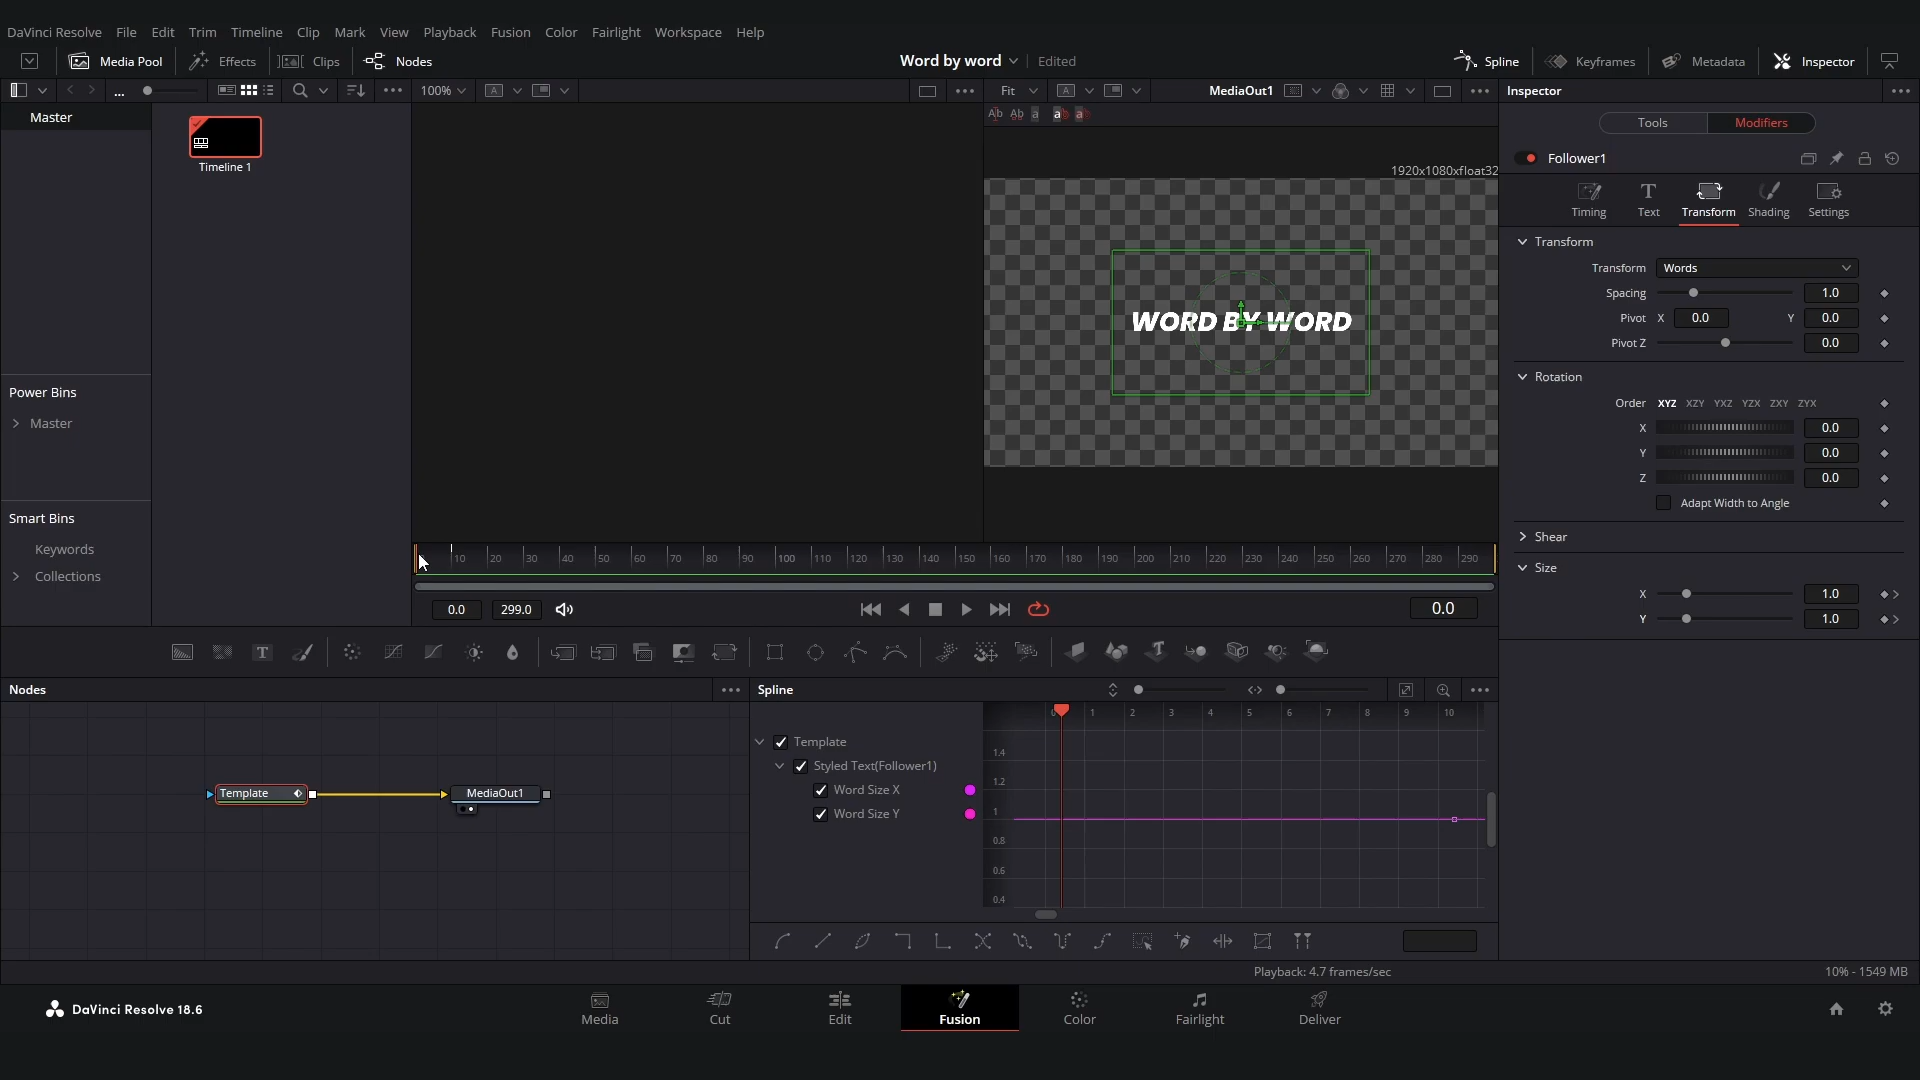 DaVinci Resolve File Edit Trim Timeline Clip Mark View Playback Fusion Color Fairlight Workspace Help
Media Pool Effects Clips Nodes Word by word Edited Spline Keyframes Metadata Inspector
... 100% Fit MediaOut1 Inspector
Master
Timeline 1
Power Bins
Master
Smart Bins
Keywords
Collections
1920x1080xfloat32
WORD BY WORD
10 20 30 40 50 60 70 80 90 100 110 120 130 140 150 160 170 180 190 200 210 220 230 240 250 260 270 280 290
0.0 299.0 0.0
Tools Modifiers
Follower1
Timing Text Transform Shading Settings
Transform
Transform Words
Spacing 1.0
Pivot X 0.0 Y 0.0
Pivot Z 0.0
Rotation
Order XYZ XZY YXZ YZX ZXY ZYX
X 0.0
Y 0.0
Z 0.0
Adapt Width to Angle
Shear
Size
X 1.0
Y 1.0
Nodes
Template MediaOut1
Spline
Template
Styled Text(Follower1)
Word Size X
Word Size Y
0 1 2 3 4 5 6 7 8 9 10
1.4
1.2
1
0.8
0.6
0.4
Playback: 4.7 frames/sec 10% - 1549 MB
DaVinci Resolve 18.6
Media Cut Edit Fusion Color Fairlight Deliver